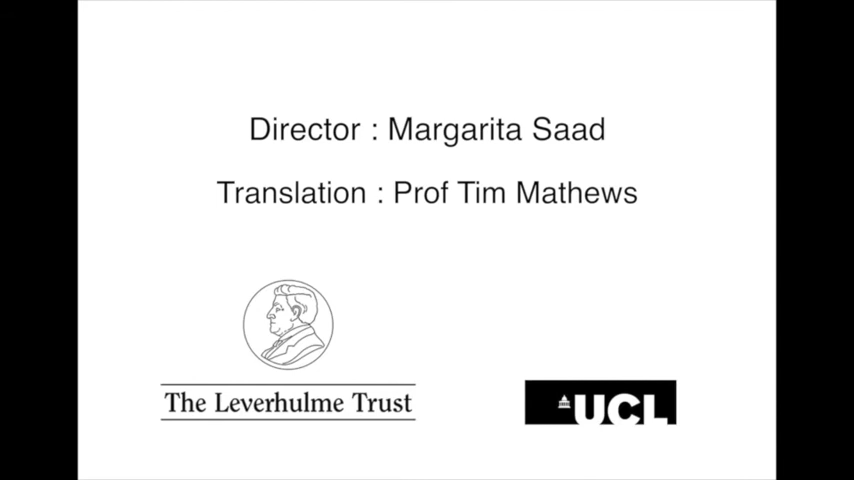 Director : Margarita Saad
Translation : Prof Tim Mathews
The Leverhulme Trust
UCL